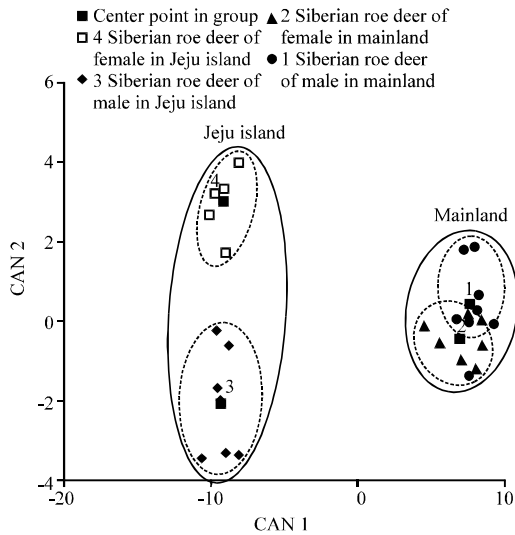 Center point in group
2 Siberian roe deer of
female in mainland
4 Siberian roe deer of
female in Jeju island
1 Siberian roe deer
of male in mainland
3 Siberian roe deer of
male in Jeju island
6
4
2
0
-2
-4
CAN 2
Jeju island
4
3
Mainland
1
2
-20
-10
0
10
CAN 1